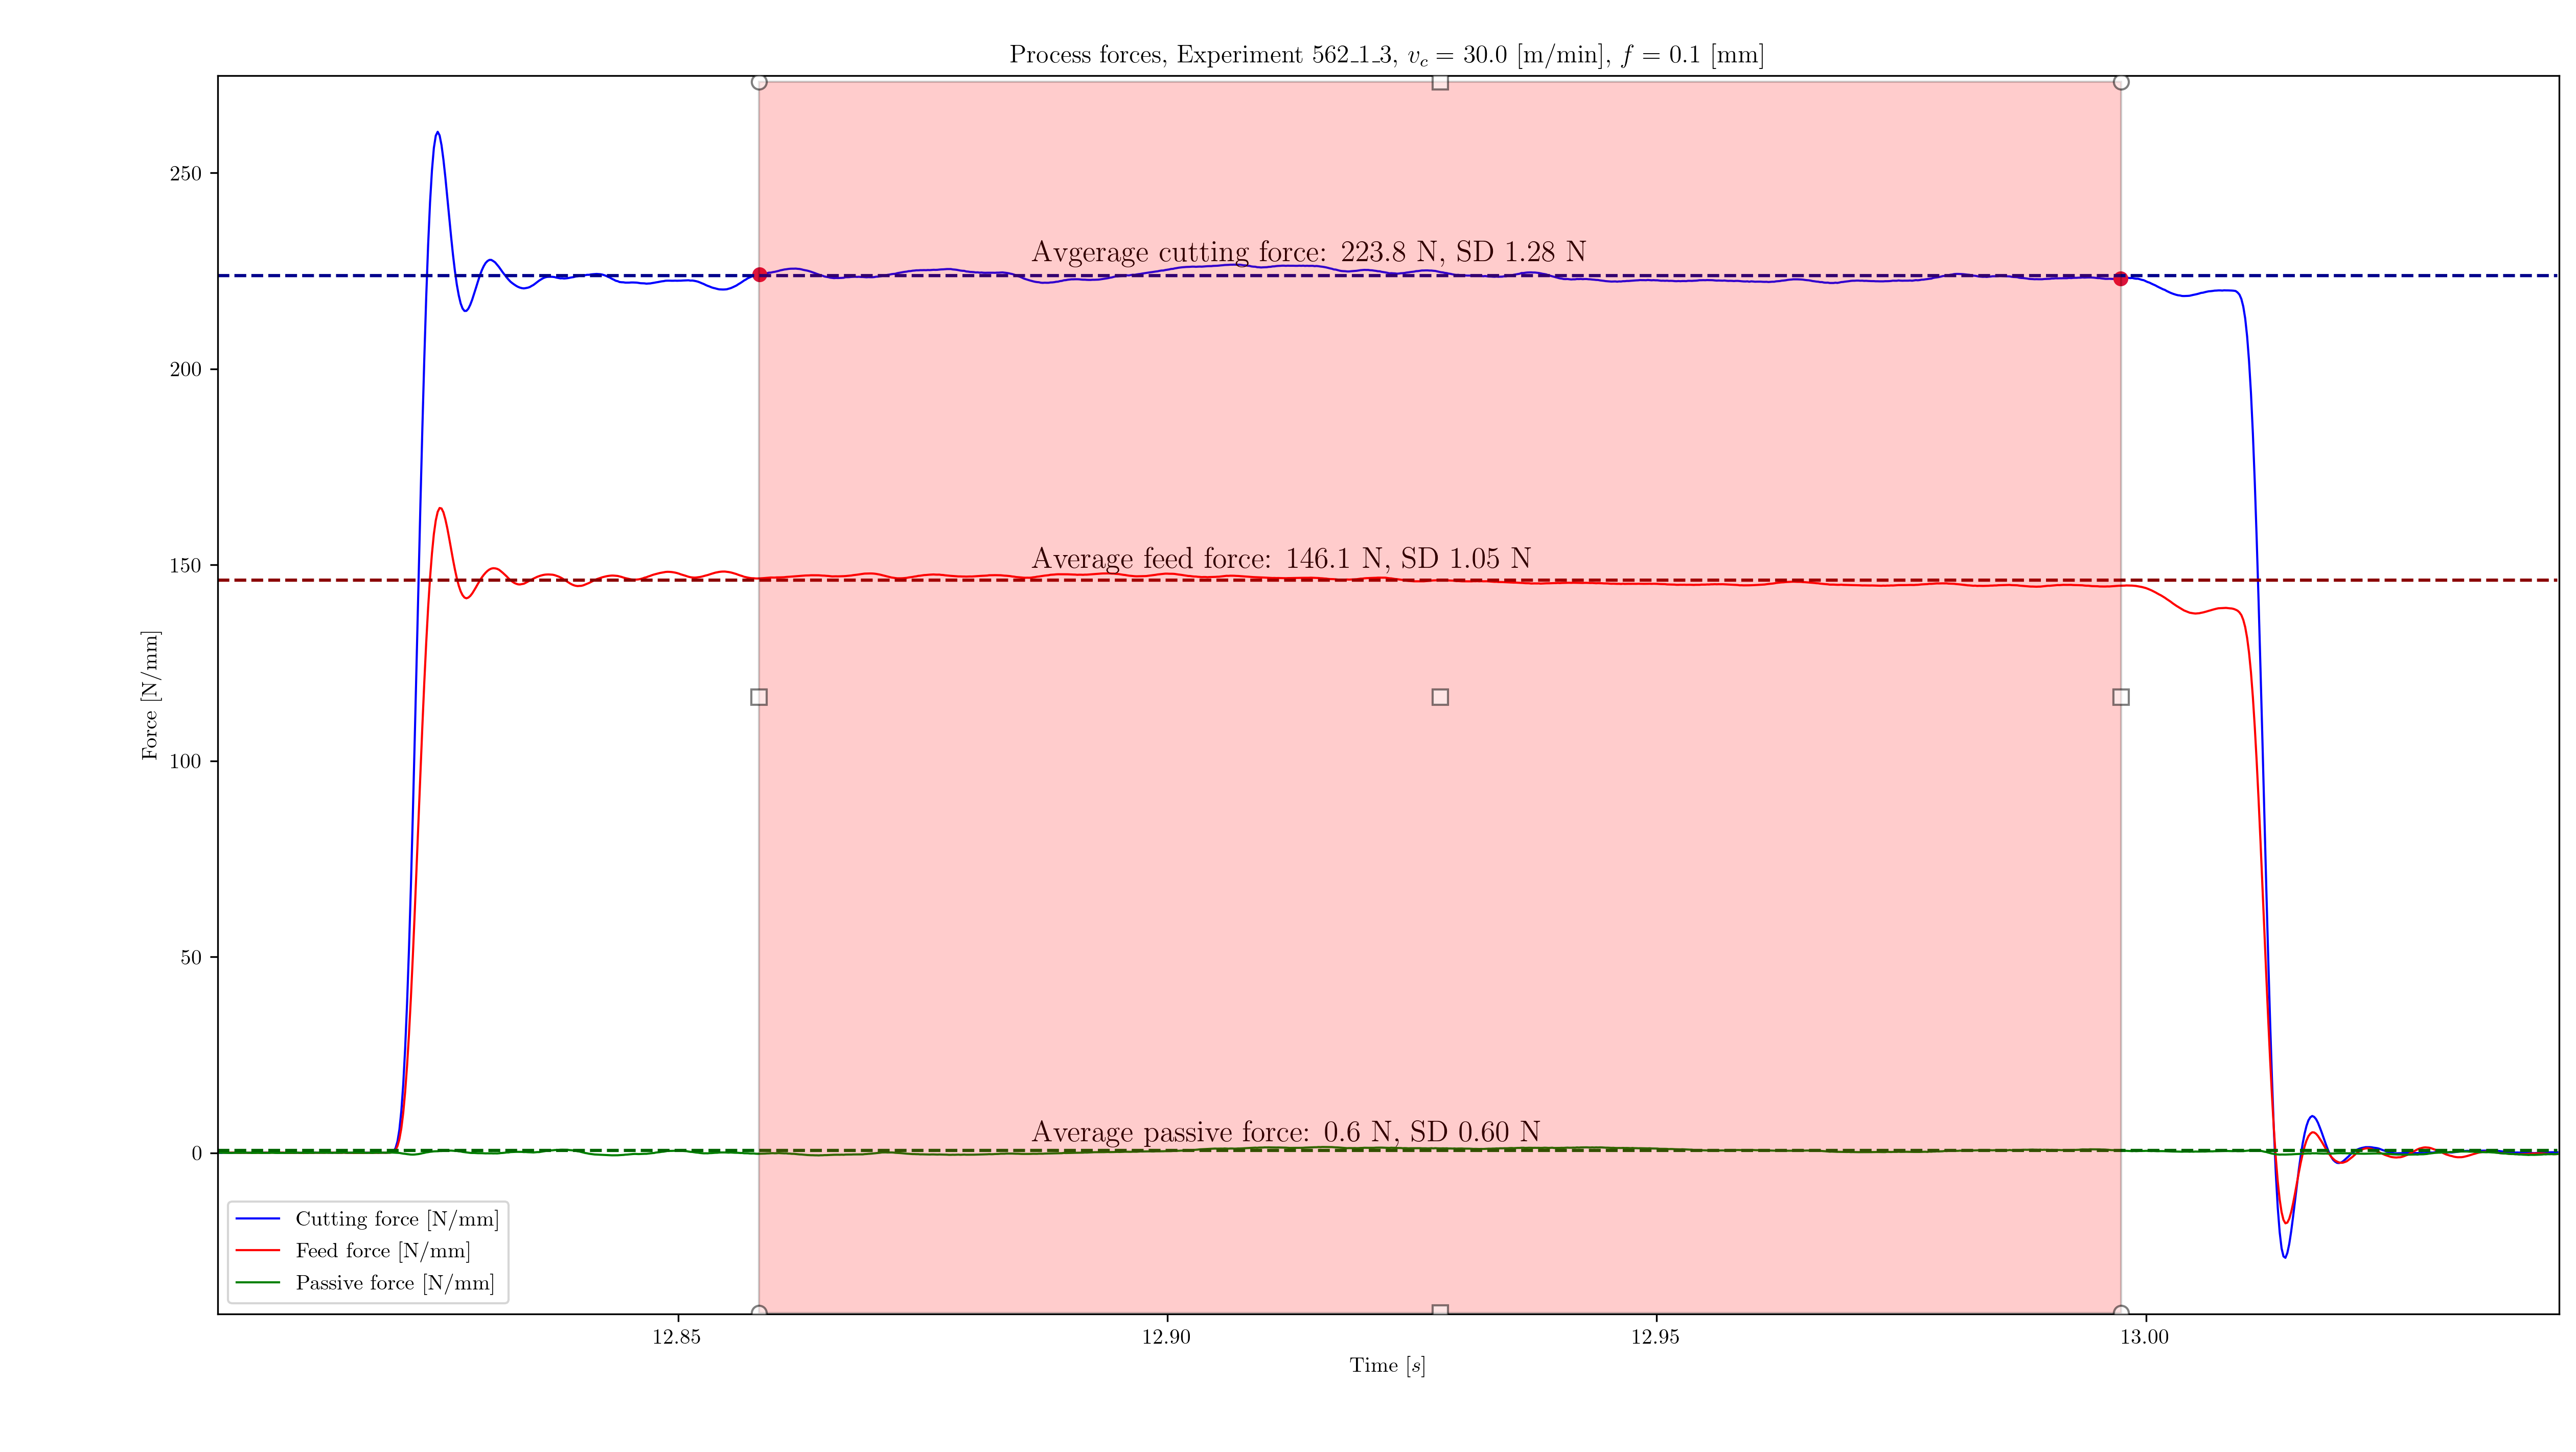 Process forces, Experiment 562_1_3, v_c = 30.0 [m/min], f = 0.1 [mm]
250
Avgerage cutting force: 223.8 N, SD 1.28 N
200
Average feed force: 146.1 N, SD 1.05 N
150
Force [N/mm]
100
50
Average passive force: 0.6 N, SD 0.60 N
0
Cutting force [N/mm]
Feed force [N/mm]
Passive force [N/mm]
12.85 12.90 12.95 13.00
Time [s]